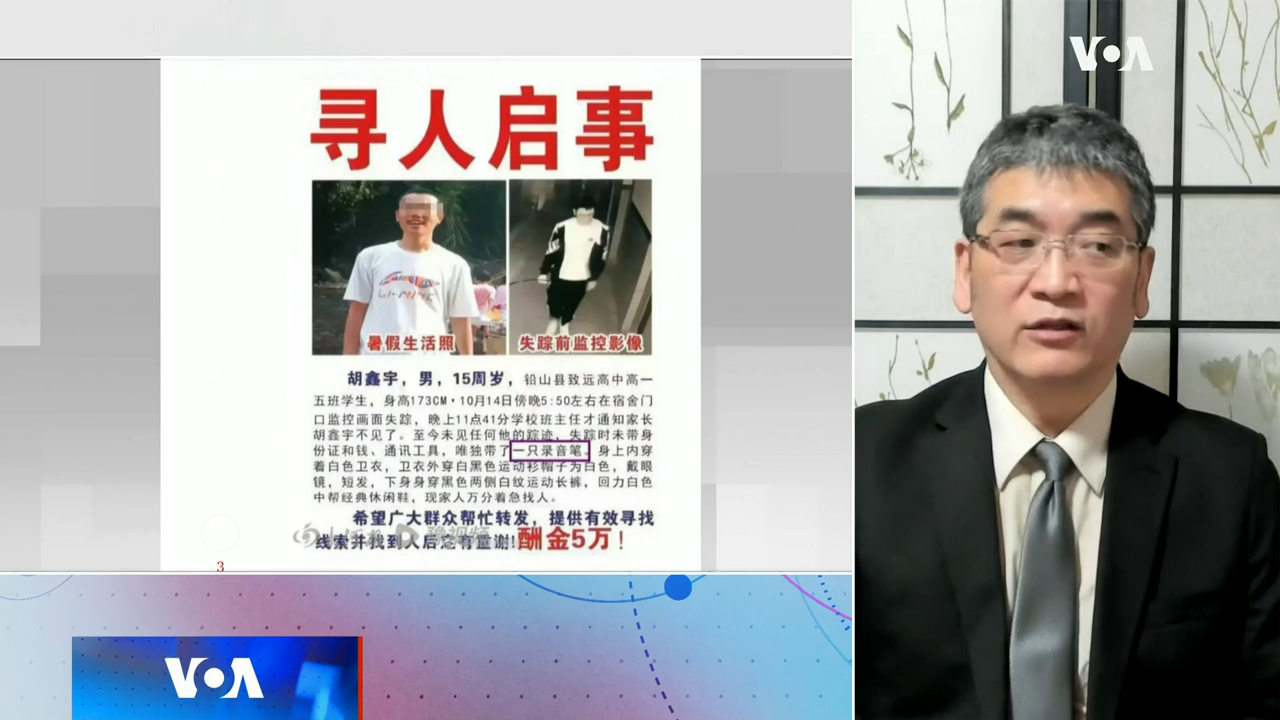 VOA
寻人启事
暑假生活照
失踪前监控影像
胡鑫宇，男，15周岁，铅山县致远高中高一
五班学生，身高173CM·10月14日傍晚5:50左右在宿舍门
口监控画面失踪，晚上11点41分学校班主任才通知家长
胡鑫宇不见了。至今未见任何他的踪迹，失踪时未带身
份证和钱、通讯工具，唯独带了一只录音笔。身上内穿
着白色卫衣，卫衣外穿白黑色运动衫帽子为白色，戴眼
镜，短发，下身身穿黑色两侧白纹运动长裤，回力白色
中帮经典休闲鞋，现家人万分着急找人。
希望广大群众帮忙转发，提供有效寻找
线索并找到人后还有重谢！酬金5万！
3
VOA